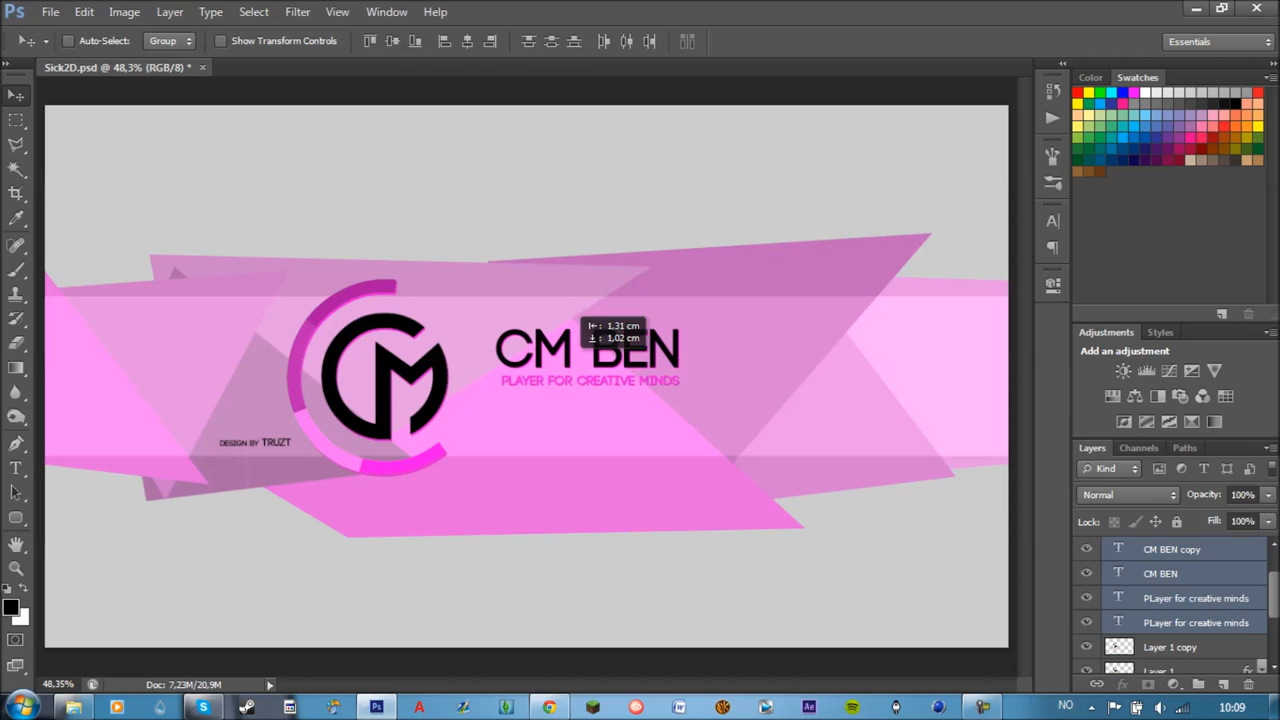 Ps File Edit Image Layer Type Select Filter View Window Help
Auto-Select: Group Show Transform Controls Essentials
Sick2D.psd @ 48,3% (RGB/8) * ×
Color Swatches
1,31 cm
1,02 cm
CM BEN
PLAYER FOR CREATIVE MINDS
DESIGN BY TRUZT
Adjustments Styles
Add an adjustment
Layers Channels Paths
Kind
Normal Opacity: 100%
Lock: Fill: 100%
T CM BEN copy
T CM BEN
T PLayer for creative minds
T PLayer for creative minds
Layer 1 copy
Layer 1 fx
48,35% Doc: 7,23M/20,9M
NO 10:09